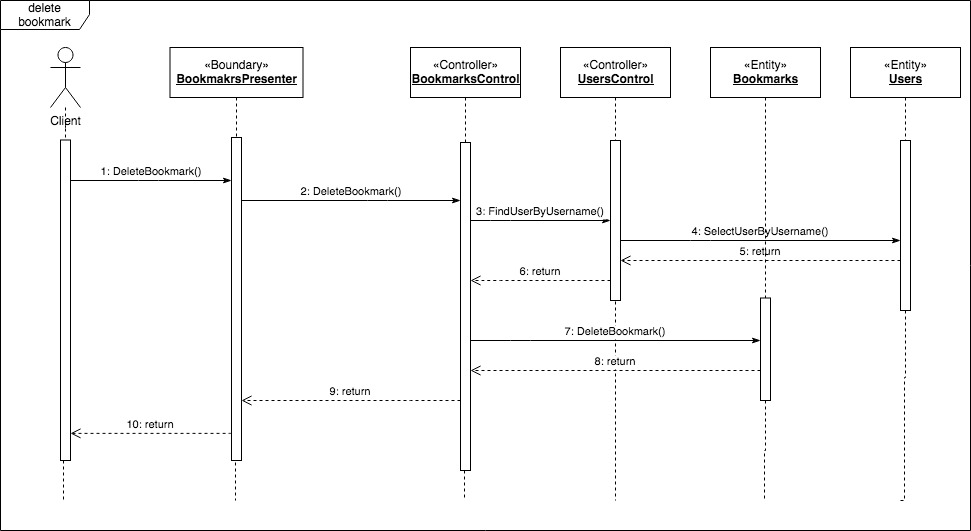 delete
bookmark
«Boundary»
BookmakrsPresenter
«Controller»
BookmarksControl
«Controller»
UsersControl
«Entity»
Bookmarks
«Entity»
Users
Client
1: DeleteBookmark()
2: DeleteBookmark()
3: FindUserByUsername()
4: SelectUserByUsername()
5: return
6: return
7: DeleteBookmark()
8: return
9: return
10: return